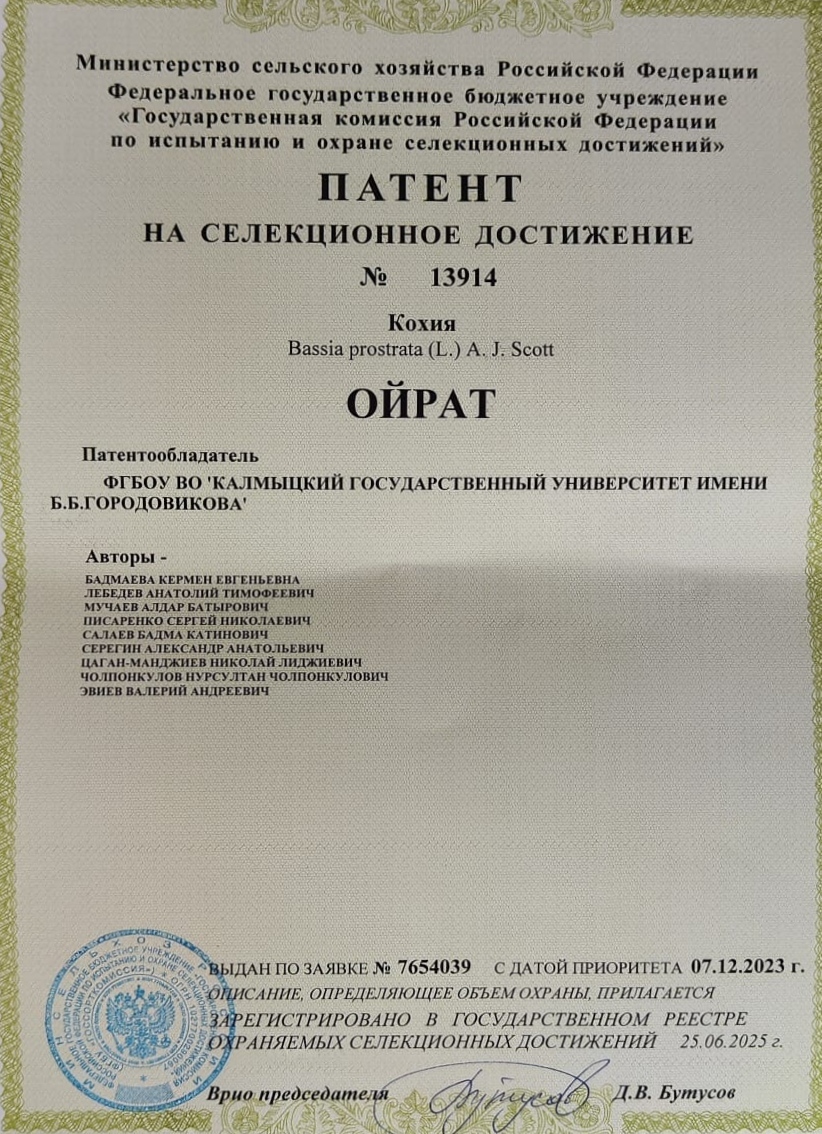 Министерство сельского хозяйства Российской Федерации
Федеральное государственное бюджетное учреждение
«Государственная комиссия Российской Федерации
по испытанию и охране селекционных достижений»
ПАТЕНТ
НА СЕЛЕКЦИОННОЕ ДОСТИЖЕНИЕ
№ 13914
Кохия
Bassia prostrata (L.) A. J. Scott
ОЙРАТ
Патентообладатель
ФГБОУ ВО 'КАЛМЫЦКИЙ ГОСУДАРСТВЕННЫЙ УНИВЕРСИТЕТ ИМЕНИ
Б.Б.ГОРОДОВИКОВА'
Авторы -
БАДМАЕВА КЕРМЕН ЕВГЕНЬЕВНА
ЛЕБЕДЕВ АНАТОЛИЙ ТИМОФЕЕВИЧ
МУЧАЕВ АЛДАР БАТЫРОВИЧ
ПИСАРЕНКО СЕРГЕЙ НИКОЛАЕВИЧ
САЛАЕВ БАДМА КАТИНОВИЧ
СЕРЕГИН АЛЕКСАНДР АНАТОЛЬЕВИЧ
ЦАГАН-МАНДЖИЕВ НИКОЛАЙ ЛИДЖИЕВИЧ
ЧОЛПОНКУЛОВ НУРСУЛТАН ЧОЛПОНКУЛОВИЧ
ЭВИЕВ ВАЛЕРИЙ АНДРЕЕВИЧ
ВЫДАН ПО ЗАЯВКЕ № 7654039 С ДАТОЙ ПРИОРИТЕТА 07.12.2023 г.
ОПИСАНИЕ, ОПРЕДЕЛЯЮЩЕЕ ОБЪЕМ ОХРАНЫ, ПРИЛАГАЕТСЯ
ЗАРЕГИСТРИРОВАНО В ГОСУДАРСТВЕННОМ РЕЕСТРЕ
ОХРАНЯЕМЫХ СЕЛЕКЦИОННЫХ ДОСТИЖЕНИЙ 25.06.2025 г.
Врио председателя Д.В. Бутусов